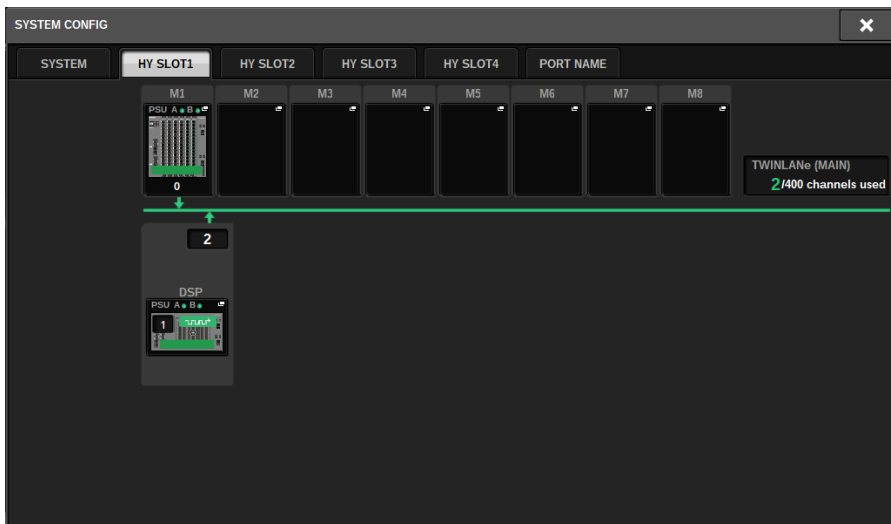 SYSTEM CONFIG
SYSTEM HY SLOT1 HY SLOT2 HY SLOT3 HY SLOT4 PORT NAME
M1 M2 M3 M4 M5 M6 M7 M8
PSU A B
0
TWINLANe (MAIN)
2/400 channels used
2
DSP
PSU A B
1